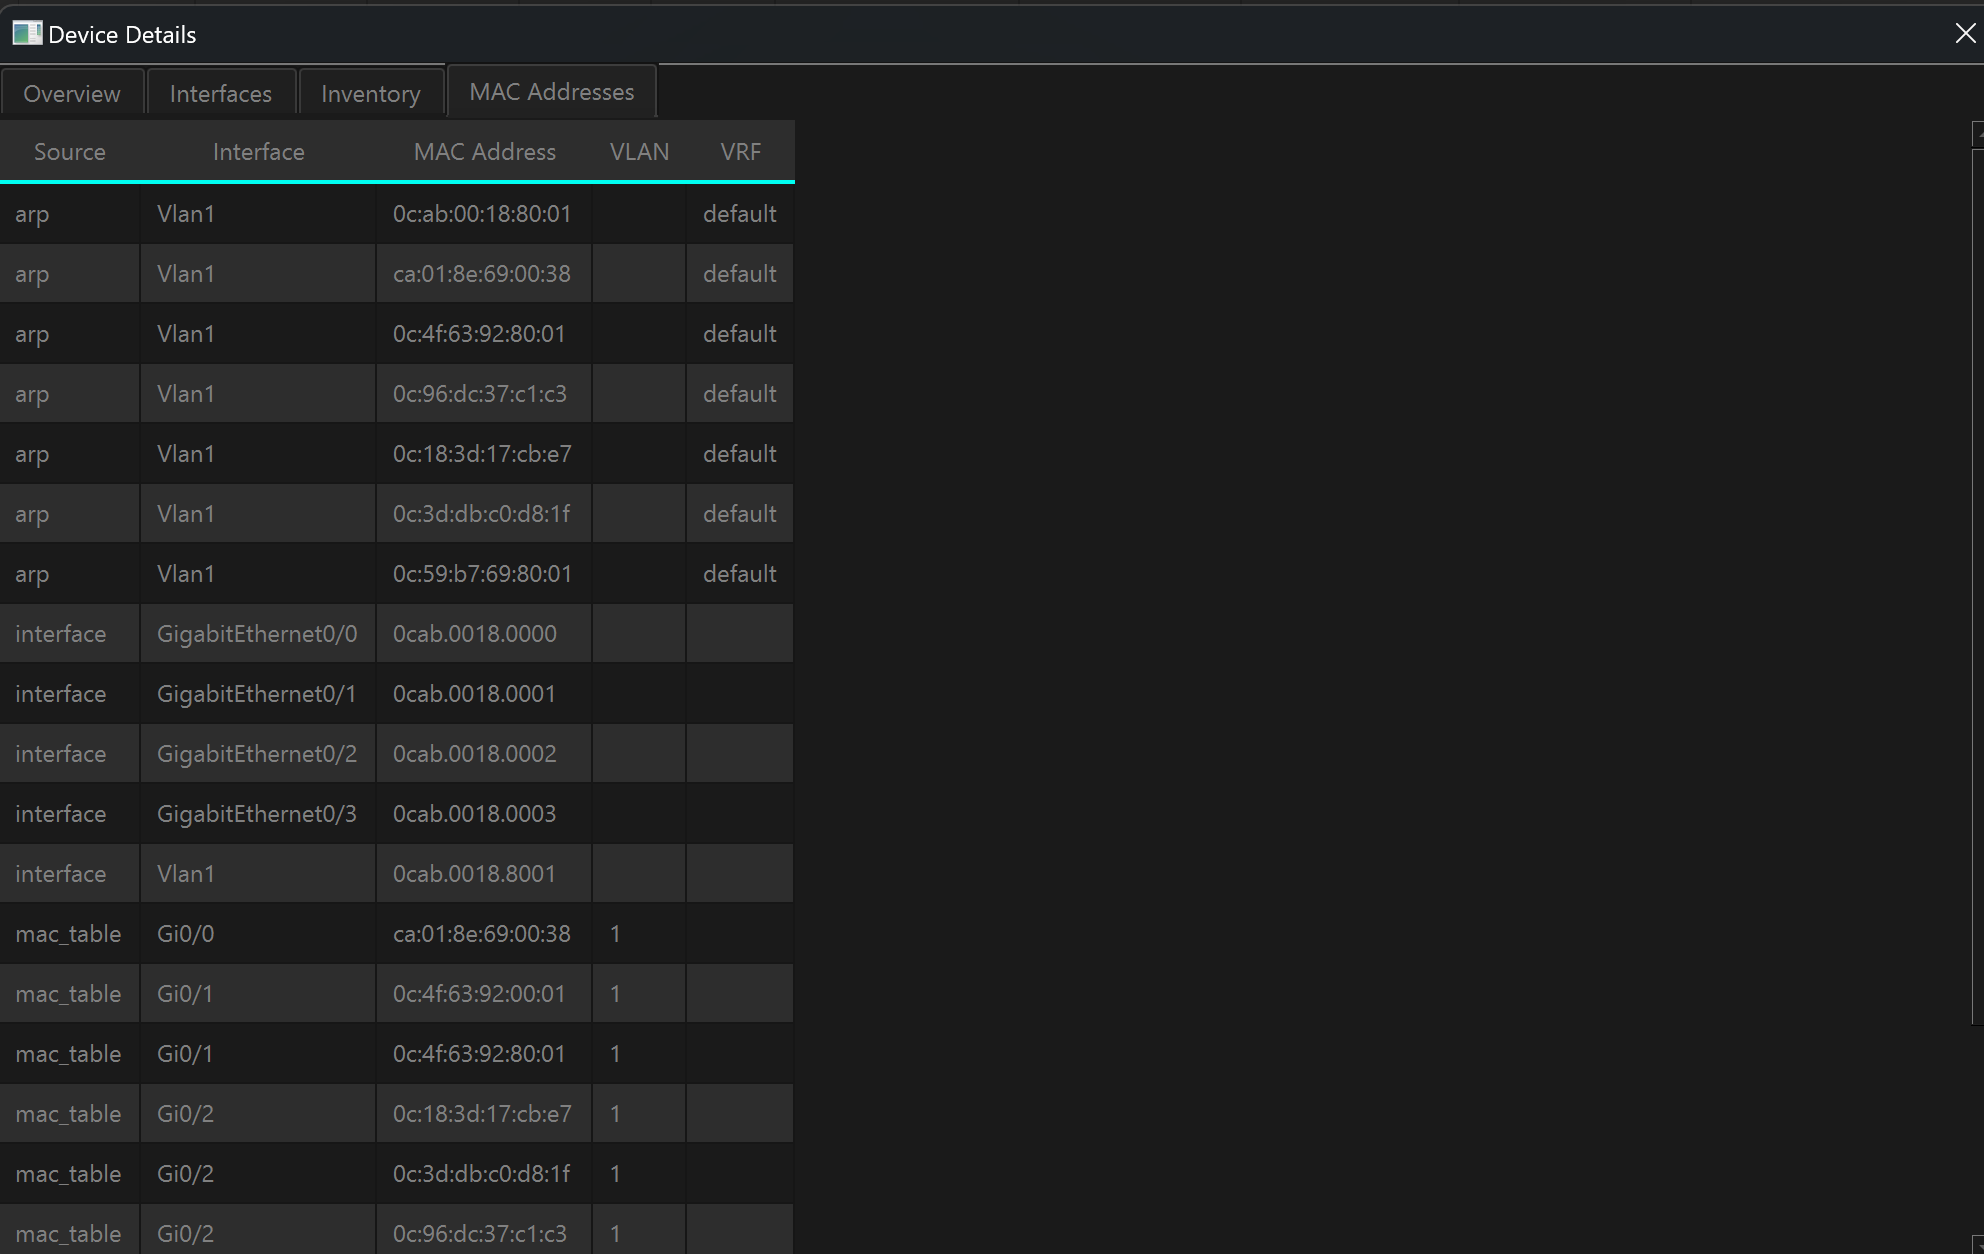 Device Details
Overview Interfaces Inventory MAC Addresses
Source Interface MAC Address VLAN VRF
arp Vlan1 0c:ab:00:18:80:01 default
arp Vlan1 ca:01:8e:69:00:38 default
arp Vlan1 0c:4f:63:92:80:01 default
arp Vlan1 0c:96:dc:37:c1:c3 default
arp Vlan1 0c:18:3d:17:cb:e7 default
arp Vlan1 0c:3d:db:c0:d8:1f default
arp Vlan1 0c:59:b7:69:80:01 default
interface GigabitEthernet0/0 0cab.0018.0000
interface GigabitEthernet0/1 0cab.0018.0001
interface GigabitEthernet0/2 0cab.0018.0002
interface GigabitEthernet0/3 0cab.0018.0003
interface Vlan1 0cab.0018.8001
mac_table Gi0/0 ca:01:8e:69:00:38 1
mac_table Gi0/1 0c:4f:63:92:00:01 1
mac_table Gi0/1 0c:4f:63:92:80:01 1
mac_table Gi0/2 0c:18:3d:17:cb:e7 1
mac_table Gi0/2 0c:3d:db:c0:d8:1f 1
mac_table Gi0/2 0c:96:dc:37:c1:c3 1